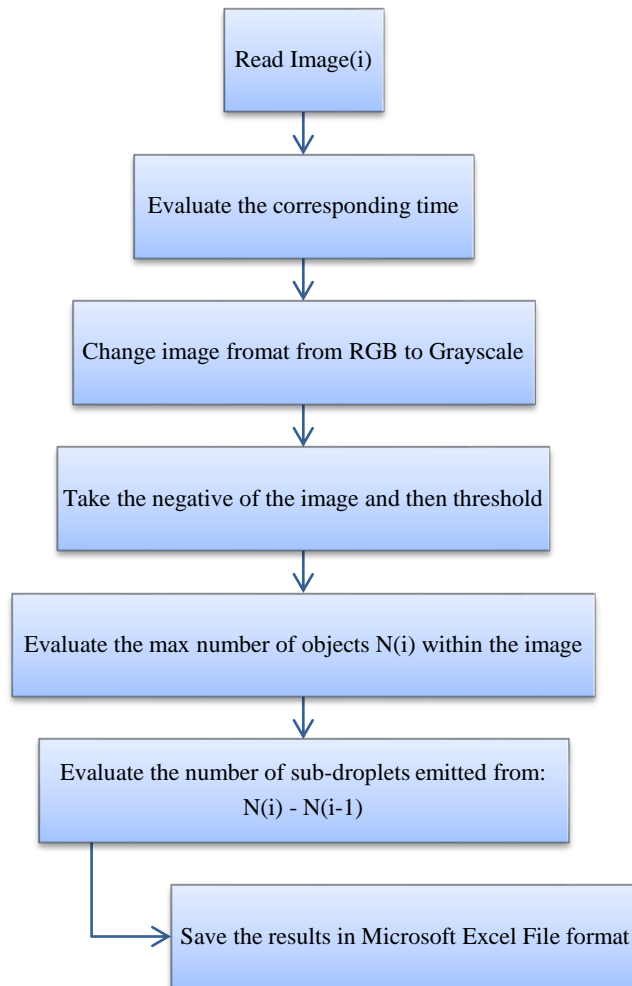 Read Image(i)
Evaluate the corresponding time
Change image fromat from RGB to Grayscale
Take the negative of the image and then threshold
Evaluate the max number of objects N(i) within the image
Evaluate the number of sub-droplets emitted from:
N(i) - N(i-1)
Save the results in Microsoft Excel File format